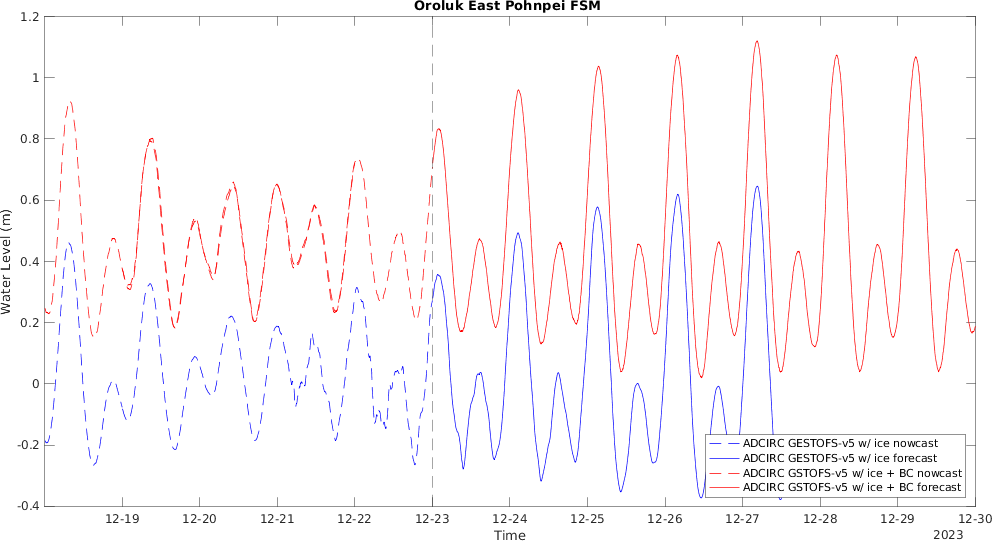 Oroluk East Pohnpei FSM
1.2
1
0.8
0.6
0.4
0.2
0
-0.2
-0.4
Water Level (m)
12-19 12-20 12-21 12-22 12-23 12-24 12-25 12-26 12-27 12-28 12-29 12-30
Time
2023
ADCIRC GESTOFS-v5 w/ ice nowcast
ADCIRC GESTOFS-v5 w/ ice forecast
ADCIRC GSTOFS-v5 w/ ice + BC nowcast
ADCIRC GSTOFS-v5 w/ ice + BC forecast